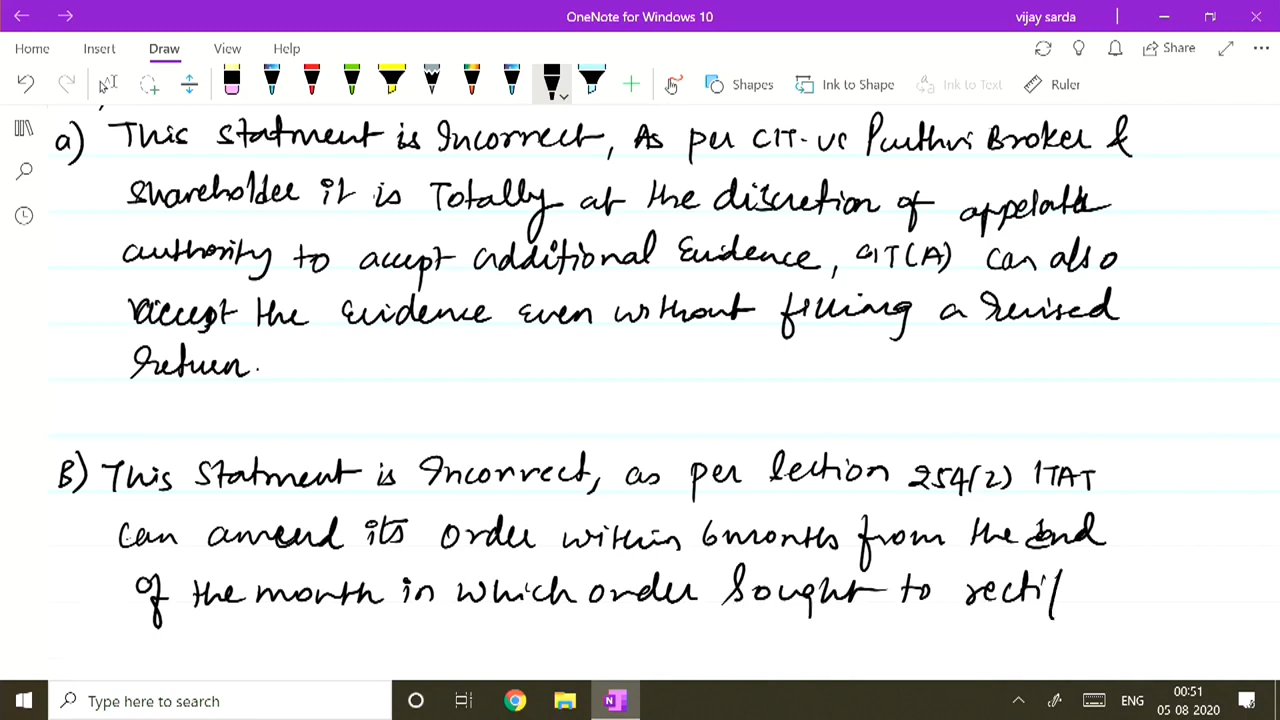 OneNote for Windows 10
vijay sarda
Home Insert Draw View Help
Share
Shapes Ink to Shape Ink to Text Ruler
a) This statment is Incorrect, As per CIT-vs Pruthvi Broker &
shareholder it is Totally at the discretion of appelate
authority to accept additional Evidence, CIT(A) can also
accept the Evidence even without filling a revised
return.
B) This Statment is Incorrect, as per Section 254(2) ITAT
can amend its order within 6 months from the end
of the month in which order sought to rectif
Type here to search
ENG
00:51
05-08-2020